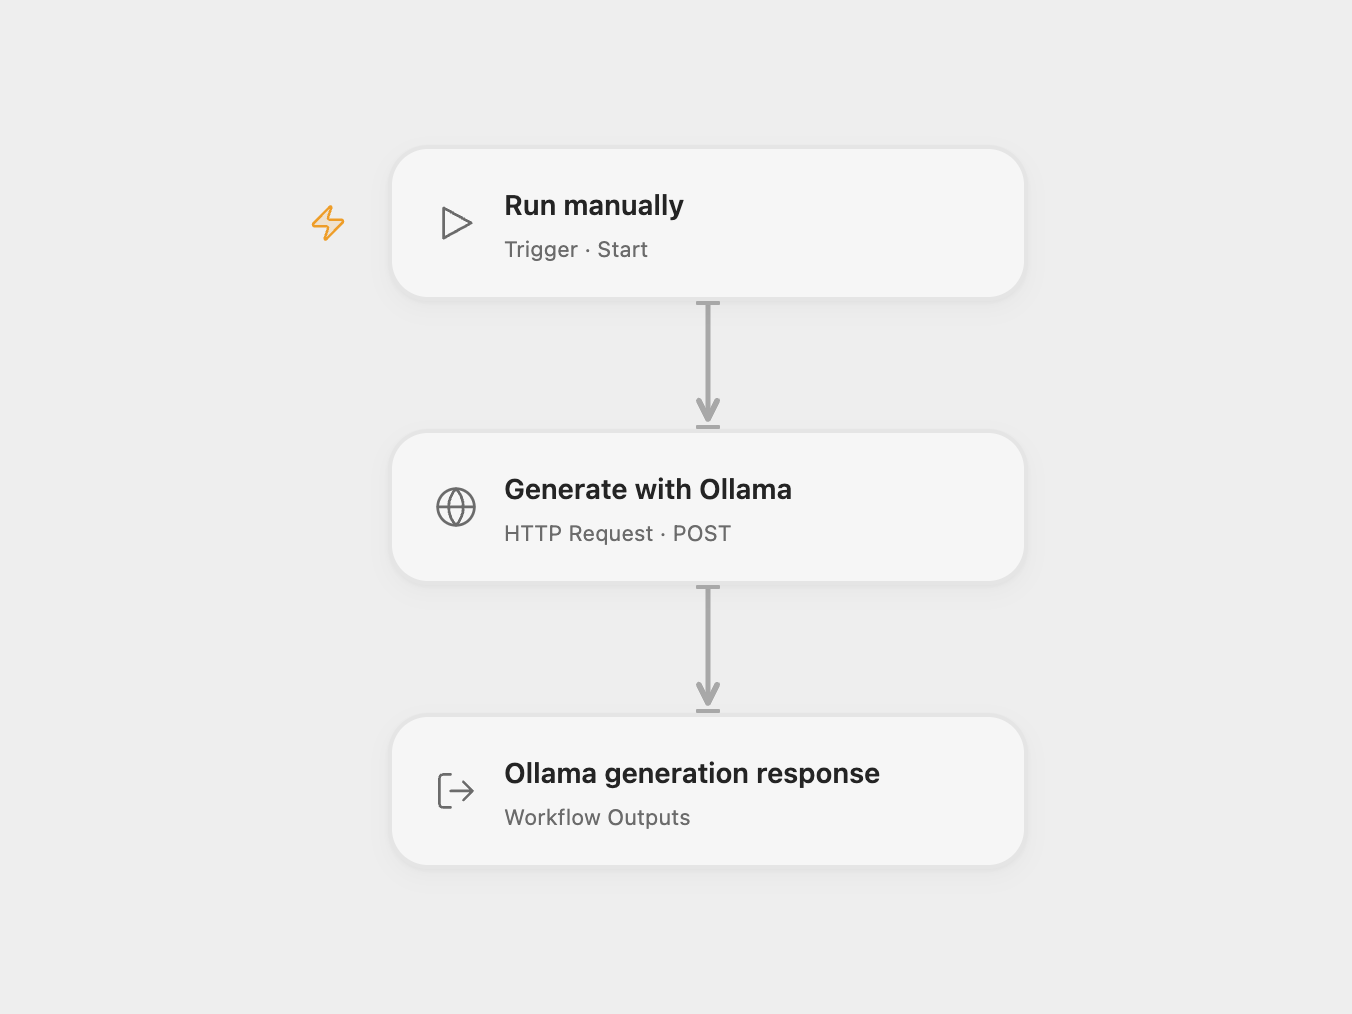 Run manually
Trigger · Start
Generate with Ollama
HTTP Request · POST
Ollama generation response
Workflow Outputs